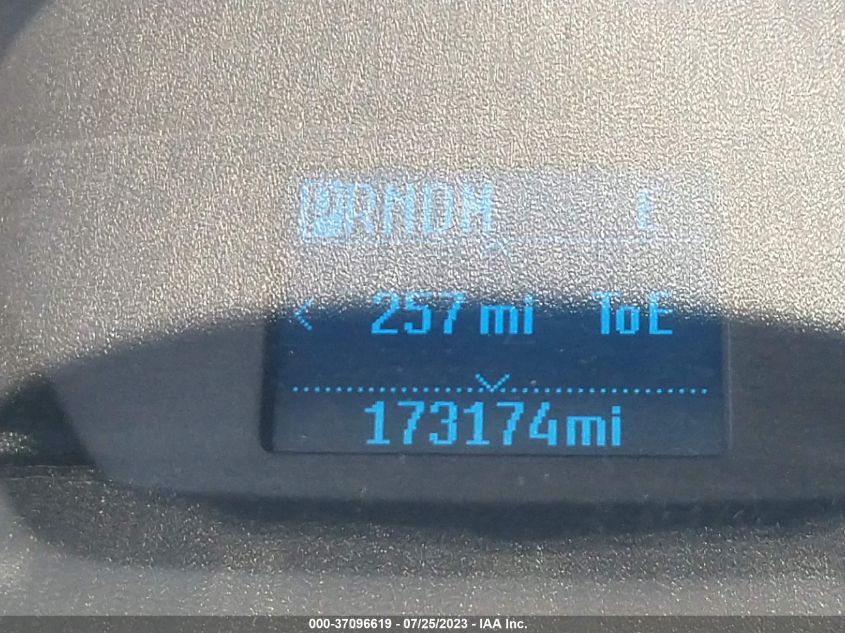 PRNDM E
< 257 mi ToE
173174mi
000-37096619 - 07/25/2023 - IAA Inc.